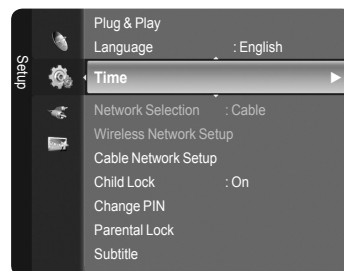 Setup
Plug & Play
Language : English
Time
Network Selection : Cable
Wireless Network Setup
Cable Network Setup
Child Lock : On
Change PIN
Parental Lock
Subtitle